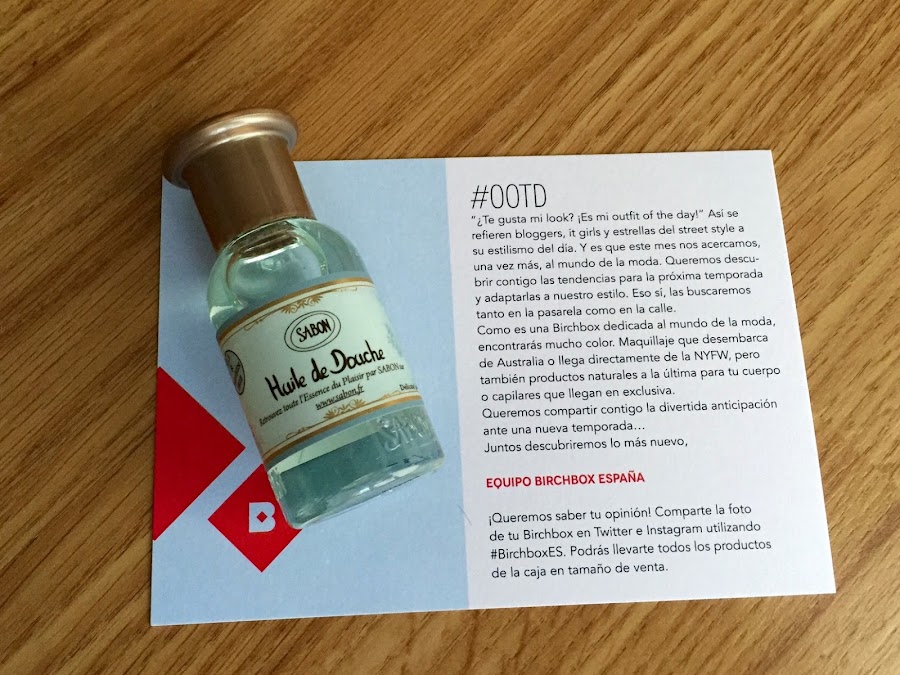 SABON
Huile de Douche
Retrouvez toute l'Essence du Plaisir par SABON sur
www.sabon.fr
Délicate
SABON
B
#OOTD
“¿Te gusta mi look? ¡Es mi outfit of the day!” Así se
refieren bloggers, it girls y estrellas del street style a
su estilismo del día. Y es que este mes nos acercamos,
una vez más, al mundo de la moda. Queremos descu-
brir contigo las tendencias para la próxima temporada
y adaptarlas a nuestro estilo. Eso sí, las buscaremos
tanto en la pasarela como en la calle.
Como es una Birchbox dedicada al mundo de la moda,
encontrarás mucho color. Maquillaje que desembarca
de Australia o llega directamente de la NYFW, pero
también productos naturales a la última para tu cuerpo
o capilares que llegan en exclusiva.
Queremos compartir contigo la divertida anticipación
ante una nueva temporada...
Juntos descubriremos lo más nuevo,
EQUIPO BIRCHBOX ESPAÑA
¡Queremos saber tu opinión! Comparte la foto
de tu Birchbox en Twitter e Instagram utilizando
#BirchboxES. Podrás llevarte todos los productos
de la caja en tamaño de venta.